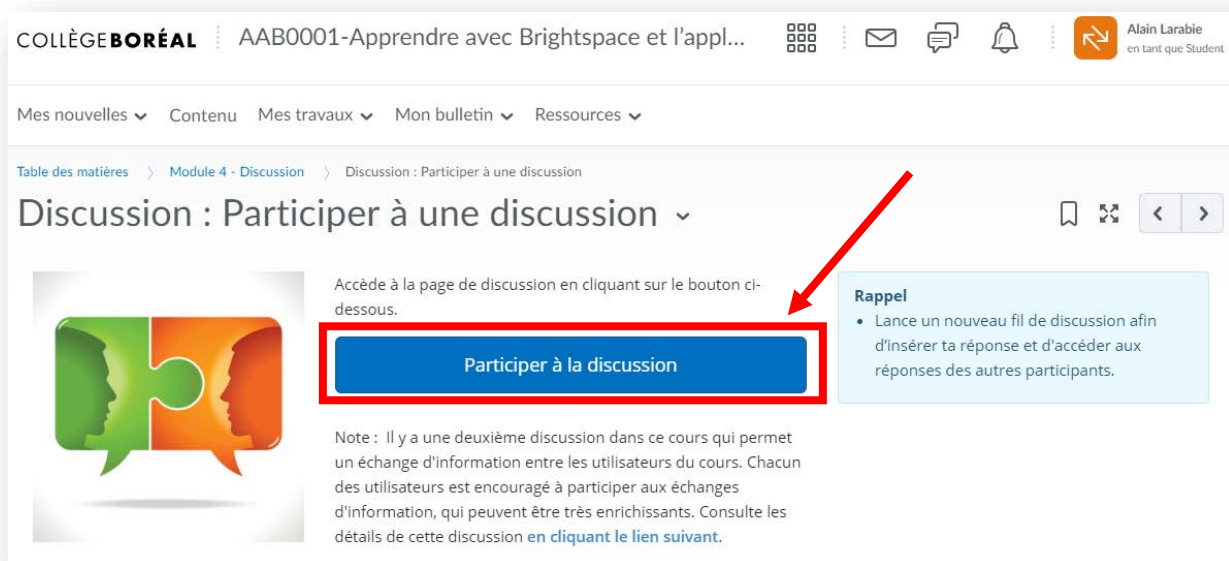 COLLÈGEBORÉAL
AAB0001-Apprendre avec Brightspace et l'appl...
Alain Larabie
en tant que Student
Mes nouvelles Contenu Mes travaux Mon bulletin Ressources
Table des matières Module 4 - Discussion Discussion : Participer à une discussion
Discussion : Participer à une discussion
Accède à la page de discussion en cliquant sur le bouton ci-
dessous.
Participer à la discussion
Note : Il y a une deuxième discussion dans ce cours qui permet
un échange d'information entre les utilisateurs du cours. Chacun
des utilisateurs est encouragé à participer aux échanges
d'information, qui peuvent être très enrichissants. Consulte les
détails de cette discussion en cliquant le lien suivant.
Rappel
• Lance un nouveau fil de discussion afin
d'insérer ta réponse et d'accéder aux
réponses des autres participants.